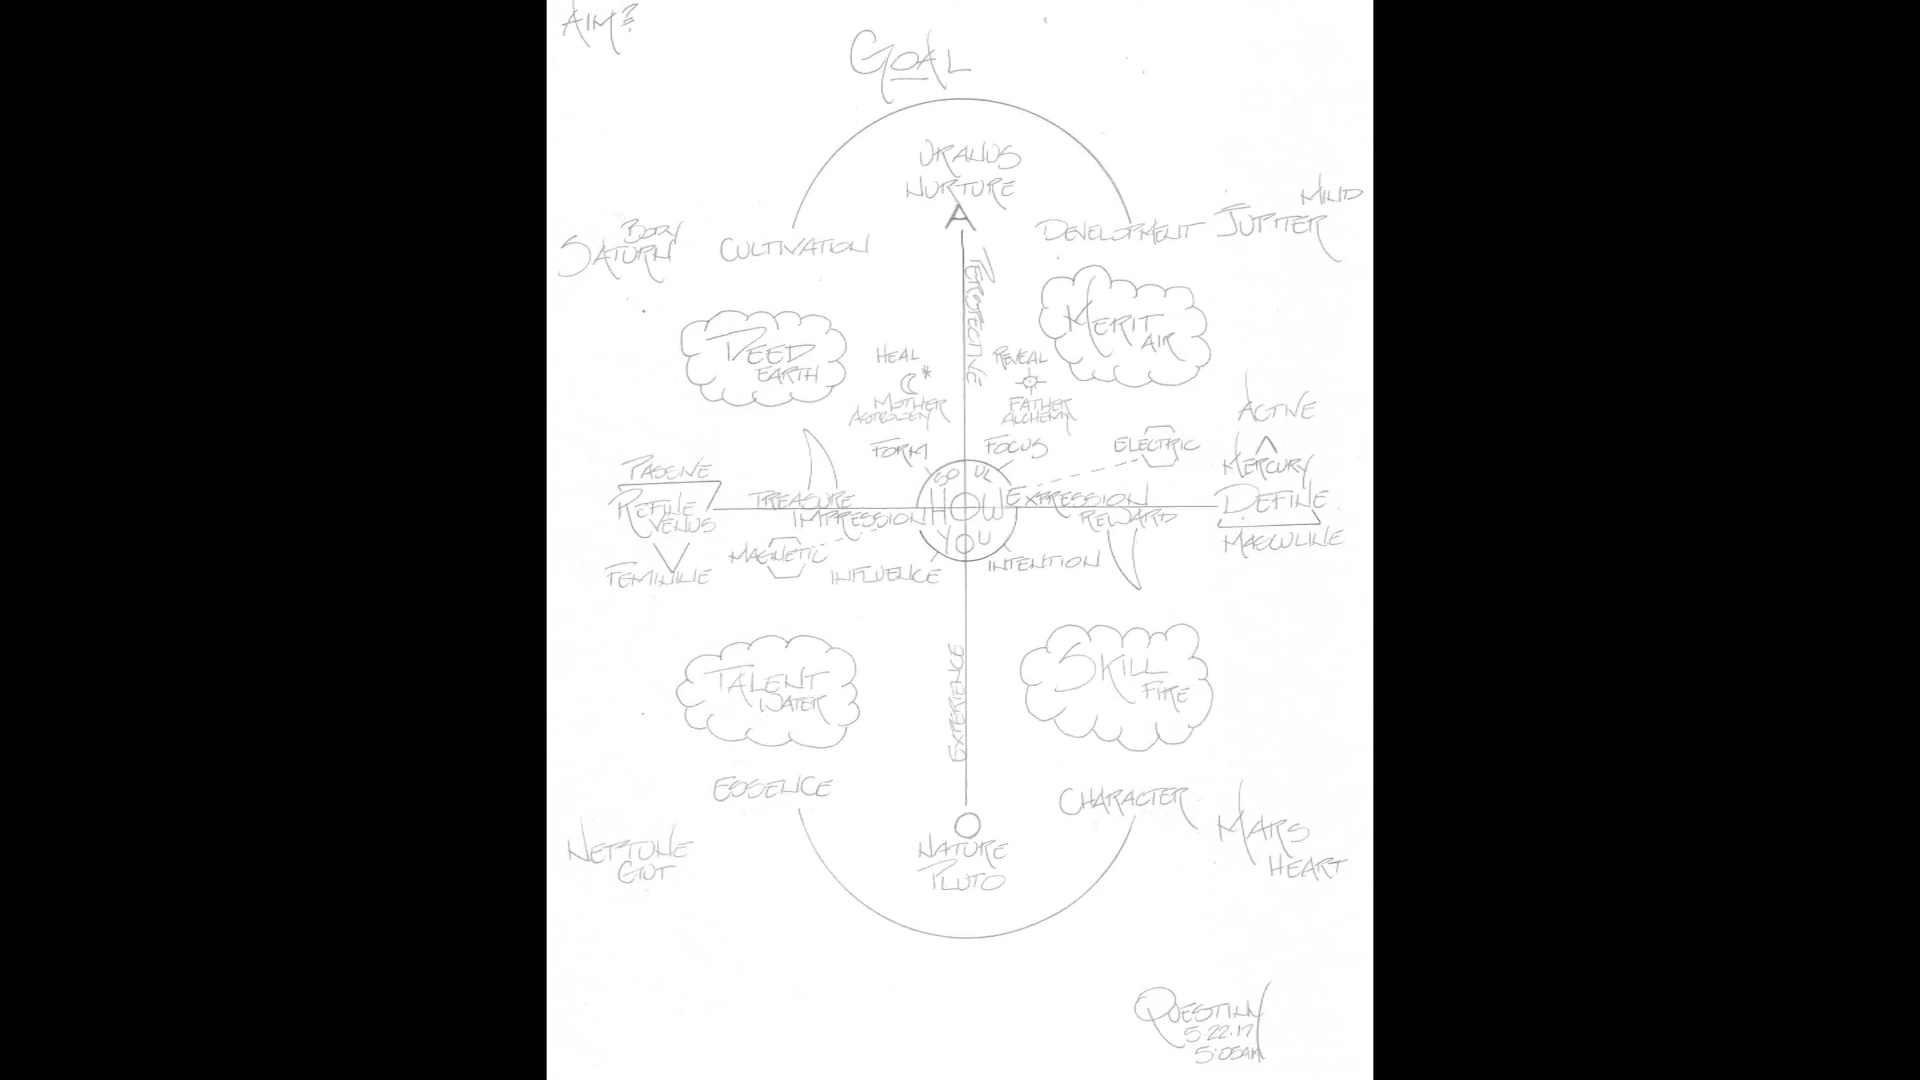 AIM?
GOAL
URANUS
NURTURE
A
MIND
BODY
SATURN
CULTIVATION
DEVELOPMENT
JUPITER
PERSPECTIVE
DEED
EARTH
MERIT
AIR
HEAL
REVEAL
MOTHER
ASTROLOGY
FATHER
ALCHEMY
FORM
FOCUS
ELECTRIC
ACTIVE
PASSIVE
MERCURY
SO UL
TREASURE
EXPRESSION
REFINE
VENUS
DEFINE
IMPRESSION
HOW
REWARD
YOU
MASCULINE
MAGNETIC
INFLUENCE
INTENTION
FEMININE
EXPERIENCE
TALENT
WATER
SKILL
FIRE
ESSENCE
CHARACTER
MARS
HEART
NEPTUNE
GUT
NATURE
PLUTO
5.22.17
5:05AM